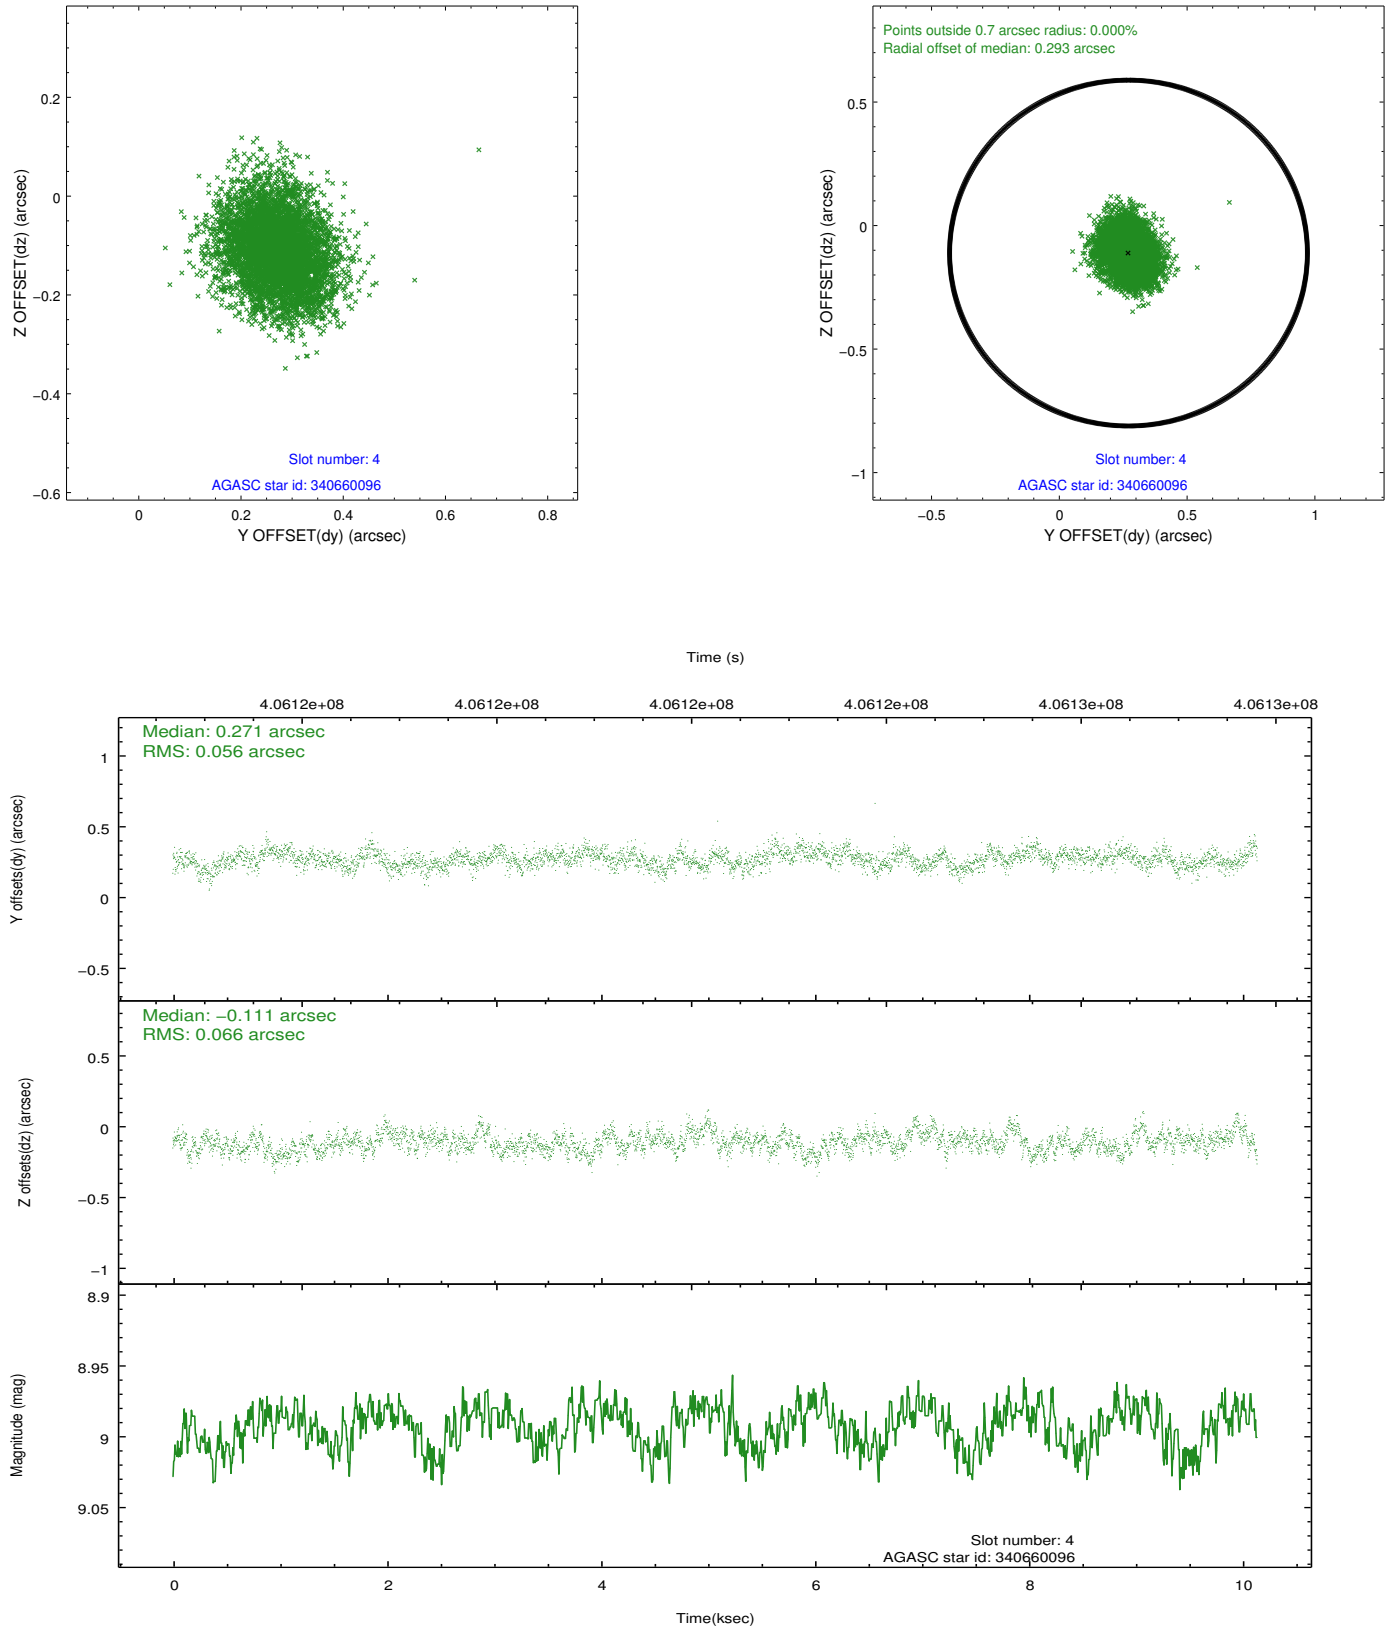 Points outside 0.7 arcsec radius: 0.000%
Radial offset of median: 0.293 arcsec
0.2
0
−0.2
−0.4
−0.6
Z OFFSET(dz) (arcsec)
Slot number: 4
AGASC star id: 340660096
0 0.2 0.4 0.6 0.8
Y OFFSET(dy) (arcsec)
0.5
0
−0.5
−1
Z OFFSET(dz) (arcsec)
Slot number: 4
AGASC star id: 340660096
−0.5 0 0.5 1
Y OFFSET(dy) (arcsec)
Time (s)
4.0612e+08 4.0612e+08 4.0612e+08 4.0612e+08 4.0613e+08 4.0613e+08
Median: 0.271 arcsec
RMS: 0.056 arcsec
1
0.5
0
−0.5
Y offsets(dy) (arcsec)
Median: −0.111 arcsec
RMS: 0.066 arcsec
0.5
0
−0.5
−1
Z offsets(dz) (arcsec)
8.9
8.95
9
9.05
Magnitude (mag)
Slot number: 4
AGASC star id: 340660096
0 2 4 6 8 10
Time(ksec)